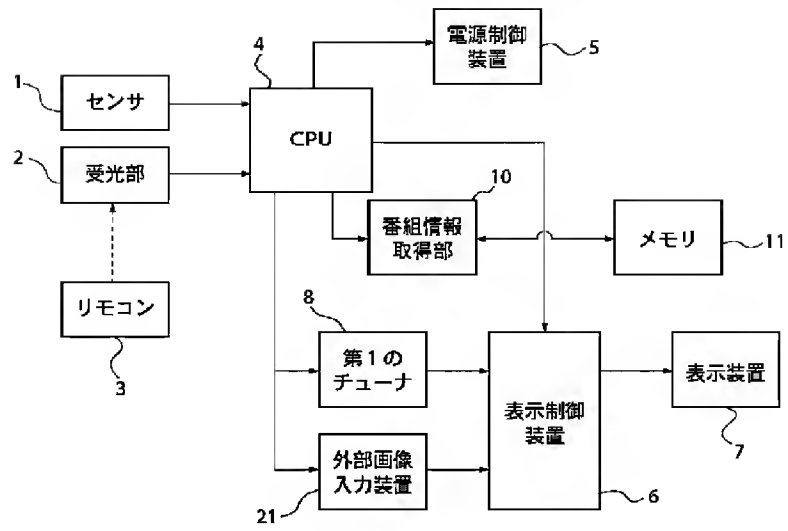 電源制御
装置
5
4
1
センサ
CPU
2
受光部
10
番組情報
取得部
メモリ
11
リモコン
3
8
第1の
チューナ
表示制御
装置
表示装置
7
外部画像
入力装置
21
6